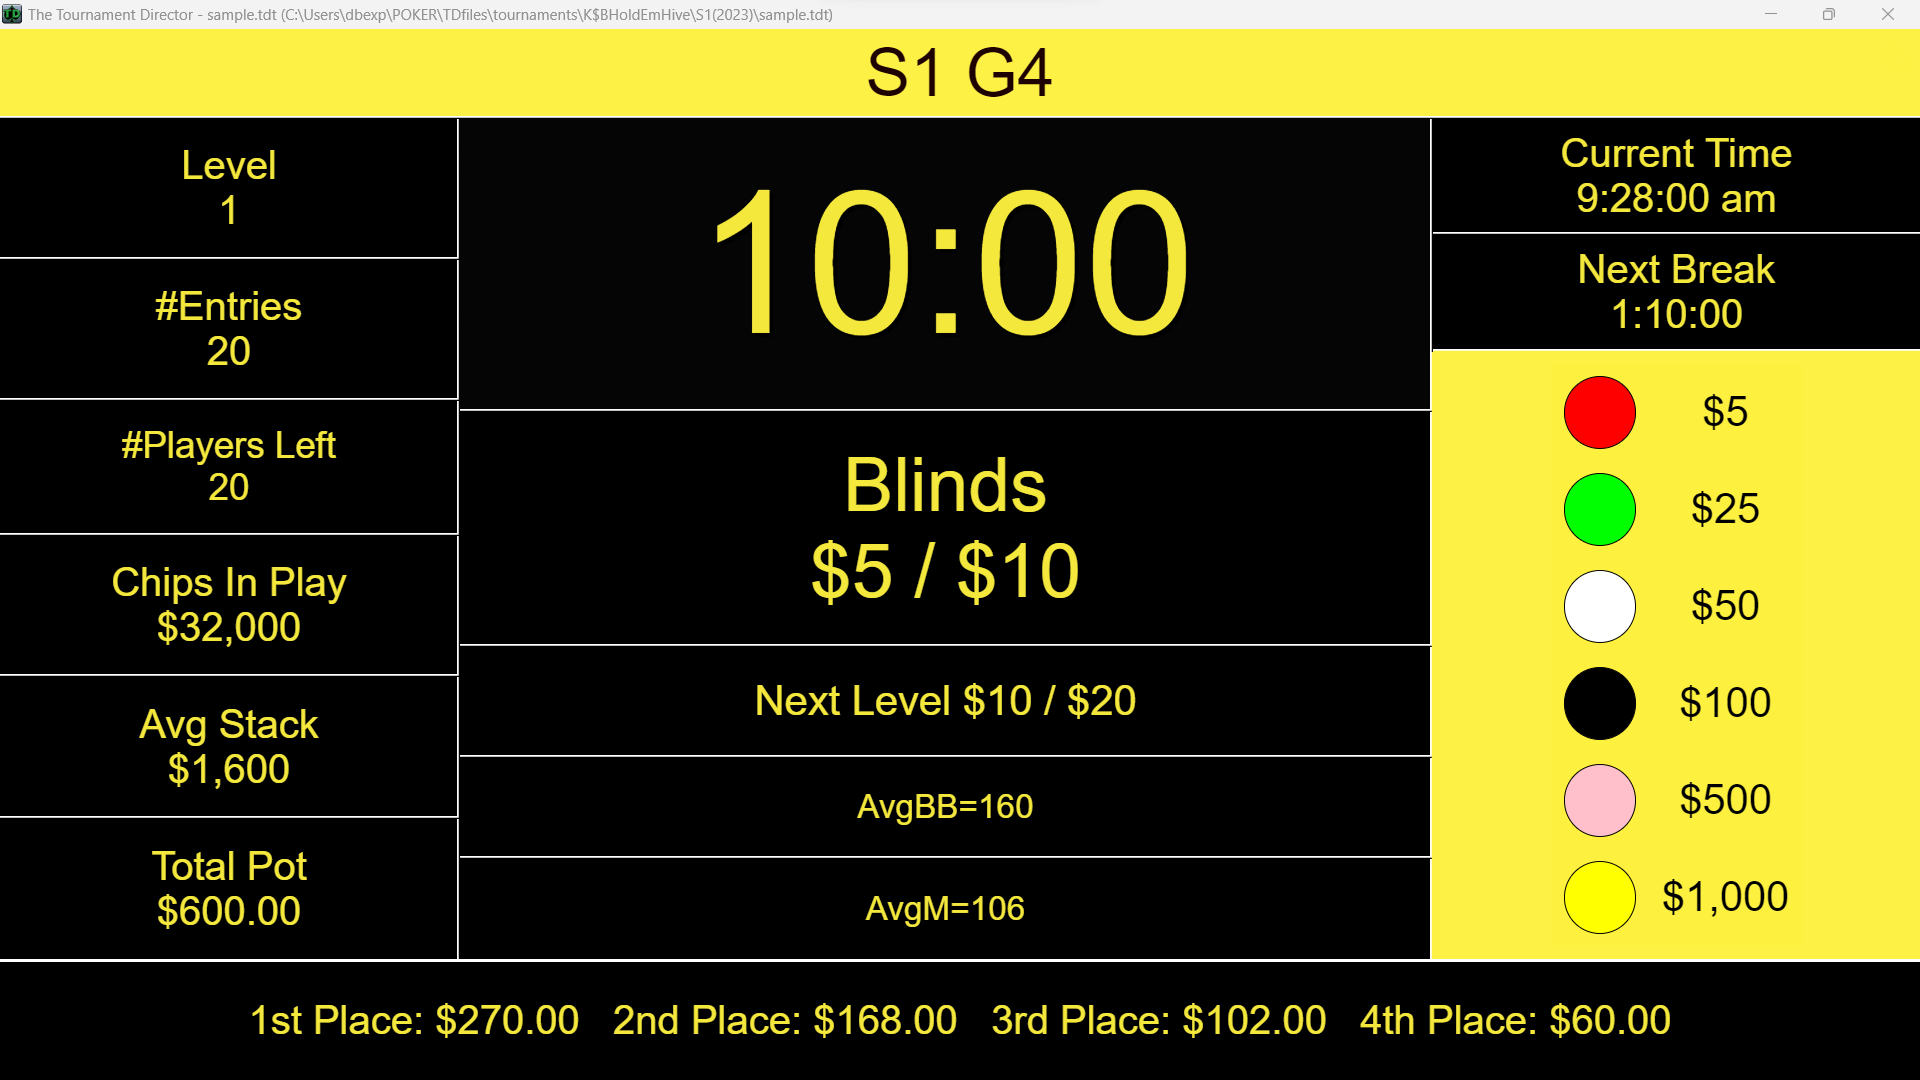 The Tournament Director - sample.tdt (C:\Users\dbexp\POKER\TDfiles\tournaments\K$BHoldEmHive\S1(2023)\sample.tdt)
S1 G4
Level
1
#Entries
20
#Players Left
20
Chips In Play
$32,000
Avg Stack
$1,600
Total Pot
$600.00
10:00
Blinds
$5 / $10
Next Level $10 / $20
AvgBB=160
AvgM=106
Current Time
9:28:00 am
Next Break
1:10:00
$5
$25
$50
$100
$500
$1,000
1st Place: $270.00 2nd Place: $168.00 3rd Place: $102.00 4th Place: $60.00